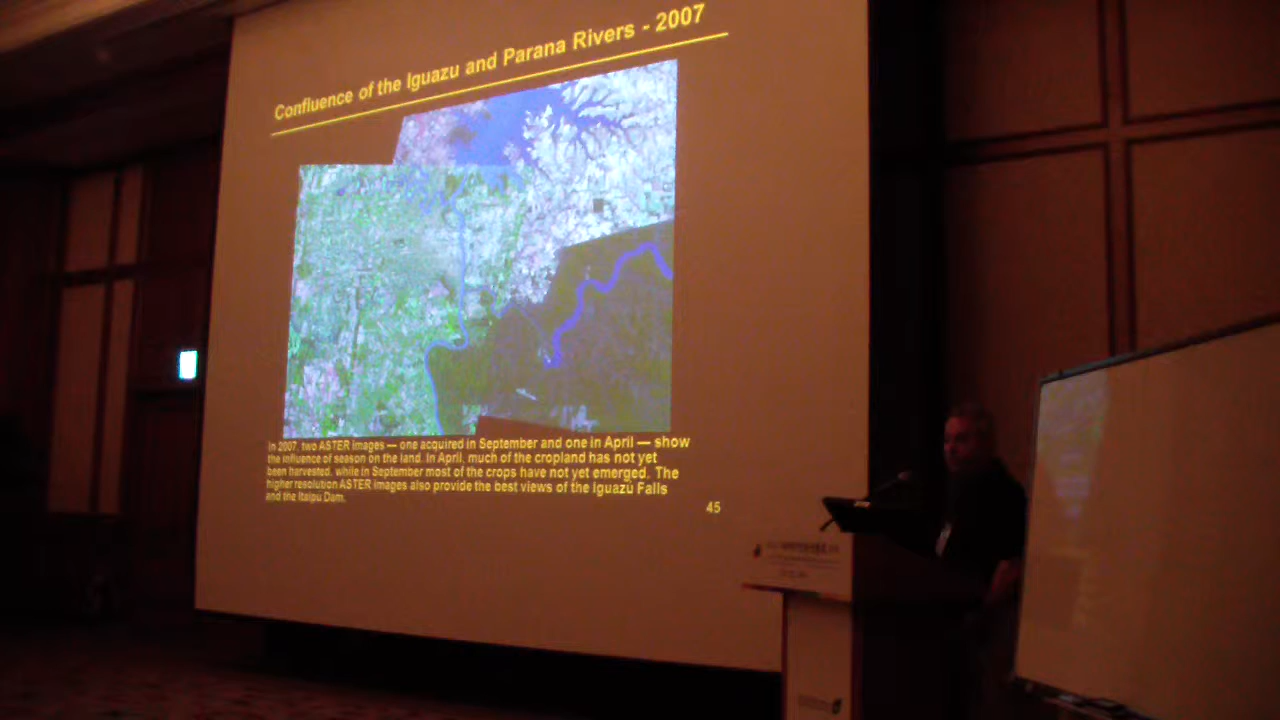 Confluence of the Iguazu and Parana Rivers - 2007
In 2007, two ASTER images — one acquired in September and one in April — show
the influence of season on the land. In April, much of the cropland has not yet
been harvested, while in September most of the crops have not yet emerged. The
higher resolution ASTER images also provide the best views of the Iguazú Falls
and the Itaipú Dam.
45